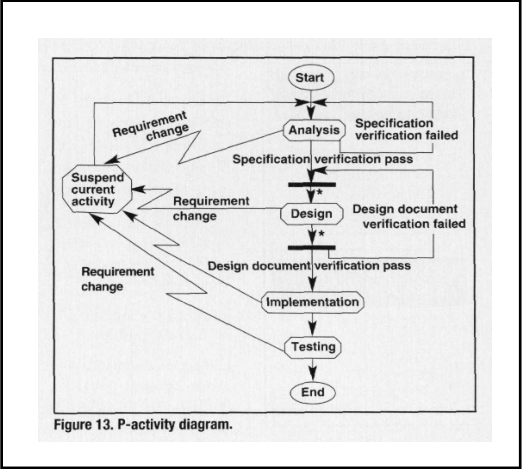 Start
Requirement
change
Analysis
Specification
verification failed
Specification verification pass
Suspend
current
activity
*
Requirement
change
Design
Design document
verification failed
*
Design document verification pass
Requirement
change
Implementation
Testing
End
Figure 13. P-activity diagram.